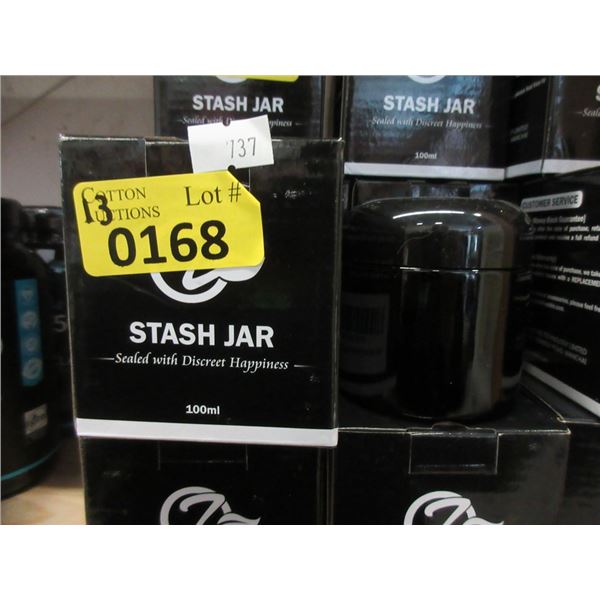 STASH JAR
Sealed with Discreet Happiness
STASH JAR
Sealed with Discreet Happiness
100ml
737
COTTON
AUCTIONS
Lot #
13
0168
STASH JAR
Sealed with Discreet Happiness
100ml
CUSTOMER SERVICE